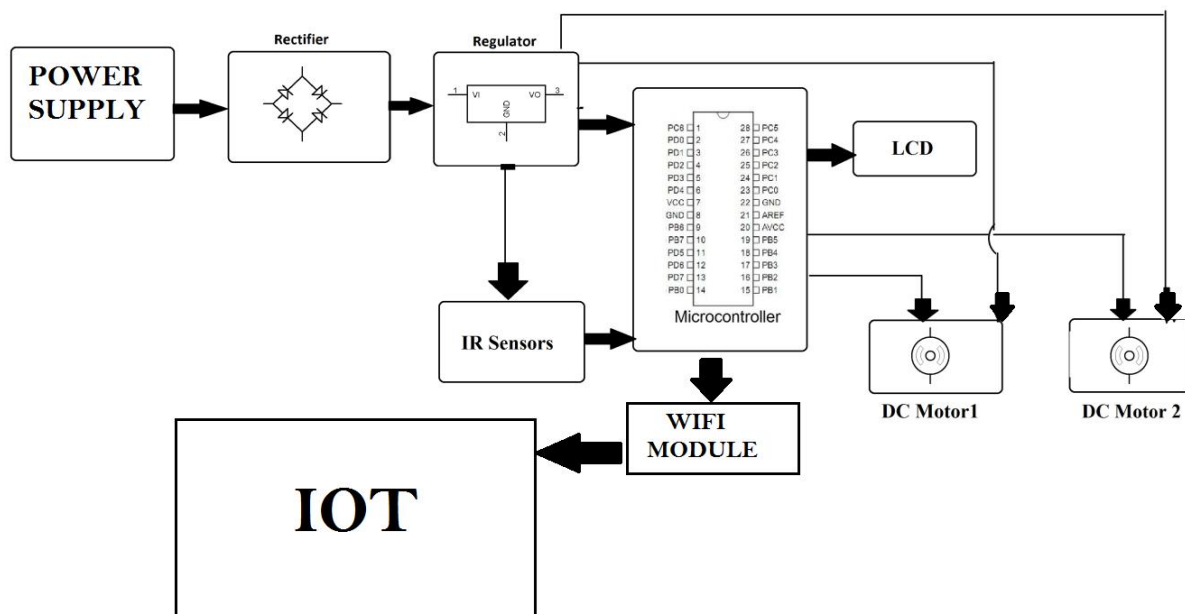 Rectifier
Regulator
POWER
SUPPLY
1 VI VO 3
GND
2
PC6 1 28 PC5
PD0 2 27 PC4
PD1 3 26 PC3
PD2 4 25 PC2
PD3 5 24 PC1
PD4 6 23 PC0
VCC 7 22 GND
GND 8 21 AREF
PB6 9 20 AVCC
PB7 10 19 PB5
PD5 11 18 PB4
PD6 12 17 PB3
PD7 13 16 PB2
PB0 14 15 PB1
Microcontroller
LCD
IR Sensors
DC Motor1
DC Motor 2
WIFI
MODULE
IOT